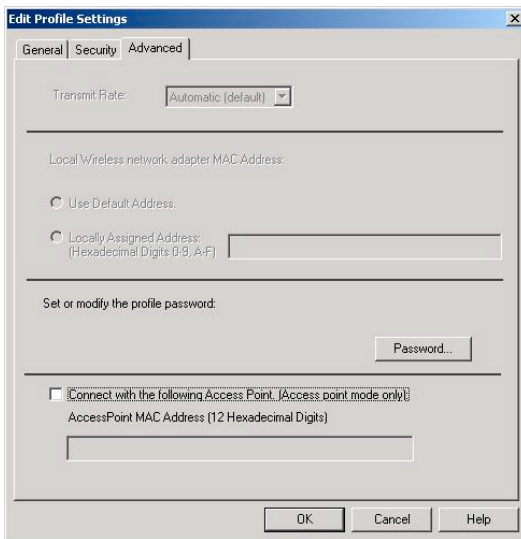 Edit Profile Settings
General Security Advanced
Transmit Rate: Automatic (default)
Local Wireless network adapter MAC Address:
Use Default Address.
Locally Assigned Address:
(Hexadecimal Digits 0-9, A-F)
Set or modify the profile password:
Password...
Connect with the following Access Point. (Access point mode only):
AccessPoint MAC Address (12 Hexadecimal Digits)
OK Cancel Help